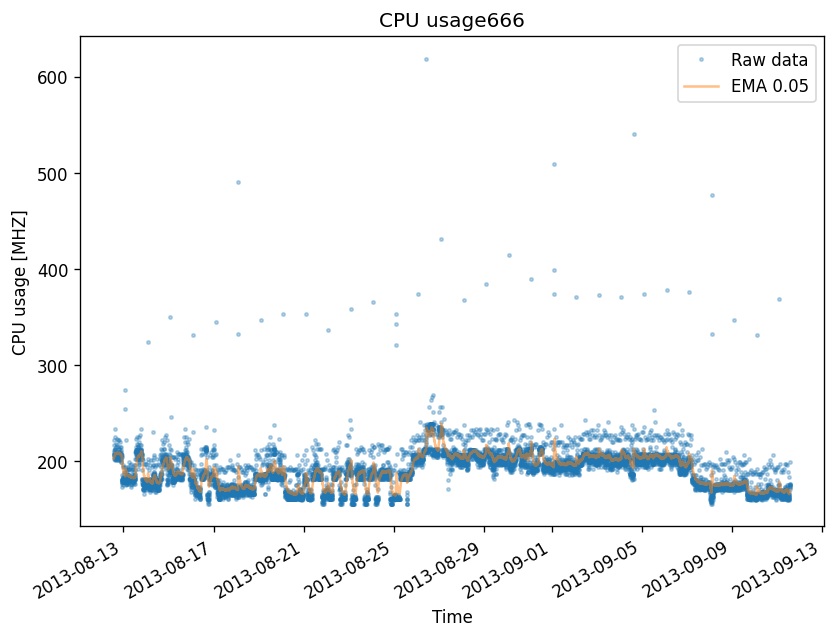 CPU usage666
Raw data
EMA 0.05
CPU usage [MHZ]
600
500
400
300
200
2013-08-13
2013-08-17
2013-08-21
2013-08-25
2013-08-29
2013-09-01
2013-09-05
2013-09-09
2013-09-13
Time